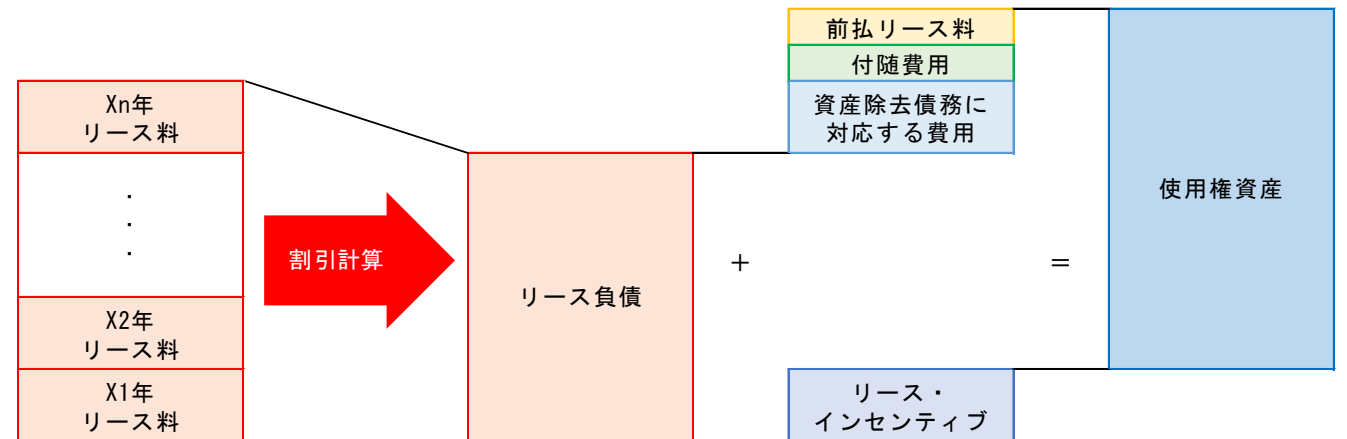 前払リース料
付随費用
資産除去債務に
対応する費用
Xn年
リース料
・
・
・
X2年
リース料
X1年
リース料
割引計算
リース負債
＋
＝
使用権資産
リース・
インセンティブ